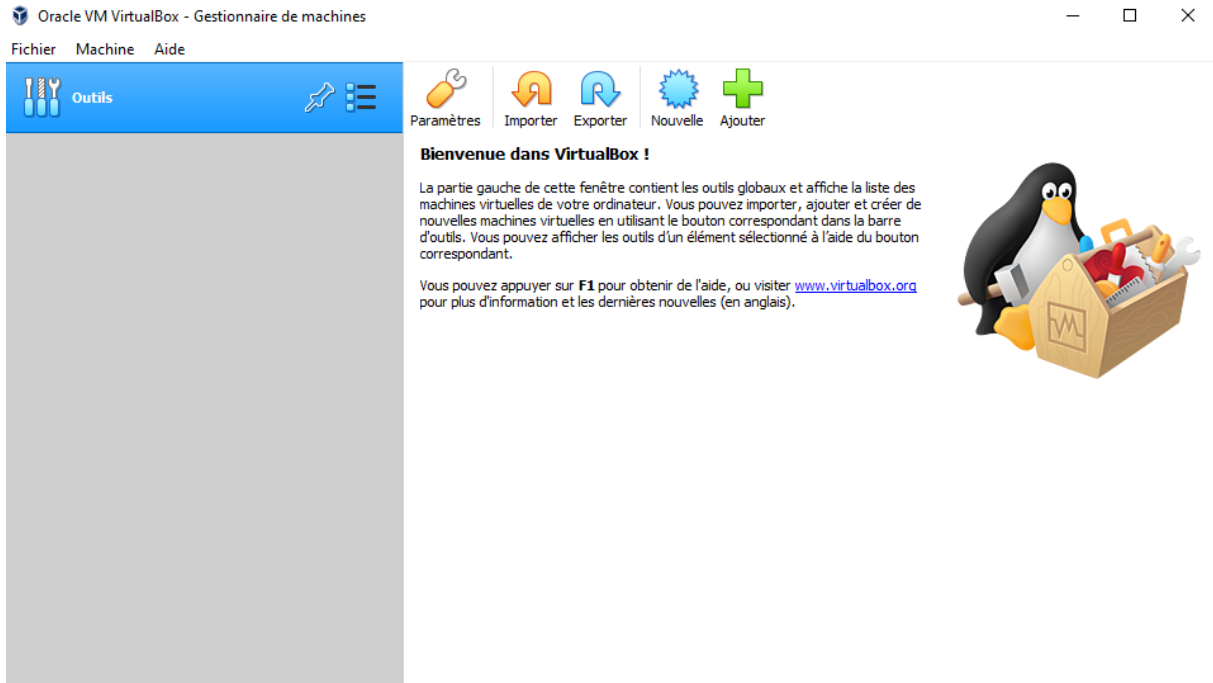 Oracle VM VirtualBox - Gestionnaire de machines
Fichier Machine Aide
Outils
Paramètres Importer Exporter Nouvelle Ajouter
Bienvenue dans VirtualBox !
La partie gauche de cette fenêtre contient les outils globaux et affiche la liste des
machines virtuelles de votre ordinateur. Vous pouvez importer, ajouter et créer de
nouvelles machines virtuelles en utilisant le bouton correspondant dans la barre
d'outils. Vous pouvez afficher les outils d'un élément sélectionné à l'aide du bouton
correspondant.
Vous pouvez appuyer sur F1 pour obtenir de l'aide, ou visiter www.virtualbox.org
pour plus d'information et les dernières nouvelles (en anglais).
VM